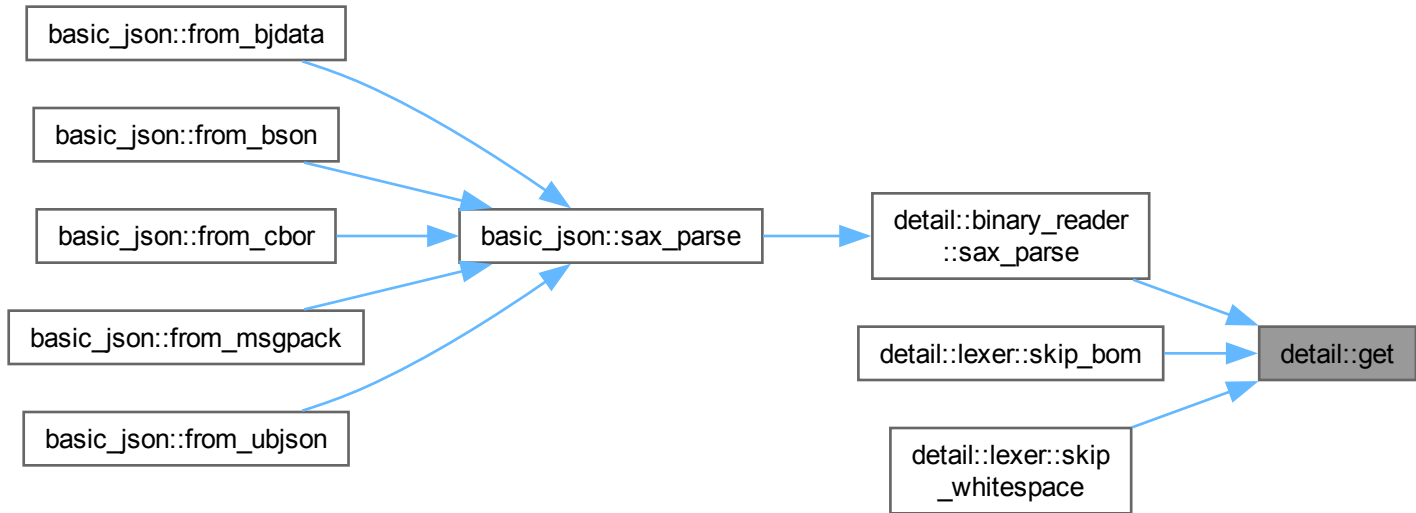 basic_json::from_bjdata
basic_json::from_bson
basic_json::from_cbor
basic_json::from_msgpack
basic_json::from_ubjson
basic_json::sax_parse
detail::binary_reader
::sax_parse
detail::lexer::skip_bom
detail::lexer::skip
_whitespace
detail::get